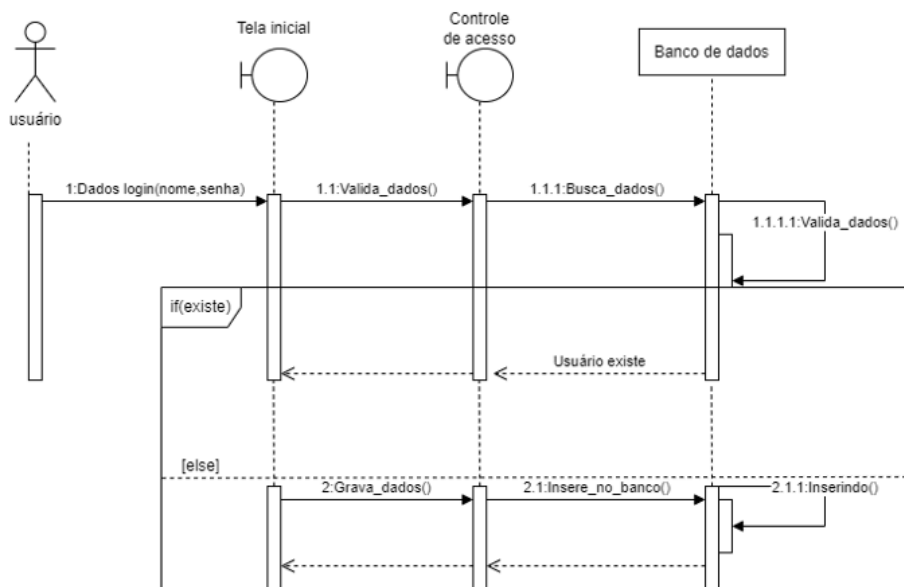 Tela inicial
Controle
de acesso
Banco de dados
usuário
1:Dados login(nome,senha)
1.1:Valida_dados()
1.1.1:Busca_dados()
1.1.1.1:Valida_dados()
if(existe)
Usuário existe
[else]
2:Grava_dados()
2.1:Insere_no_banco()
2.1.1:Inserindo()